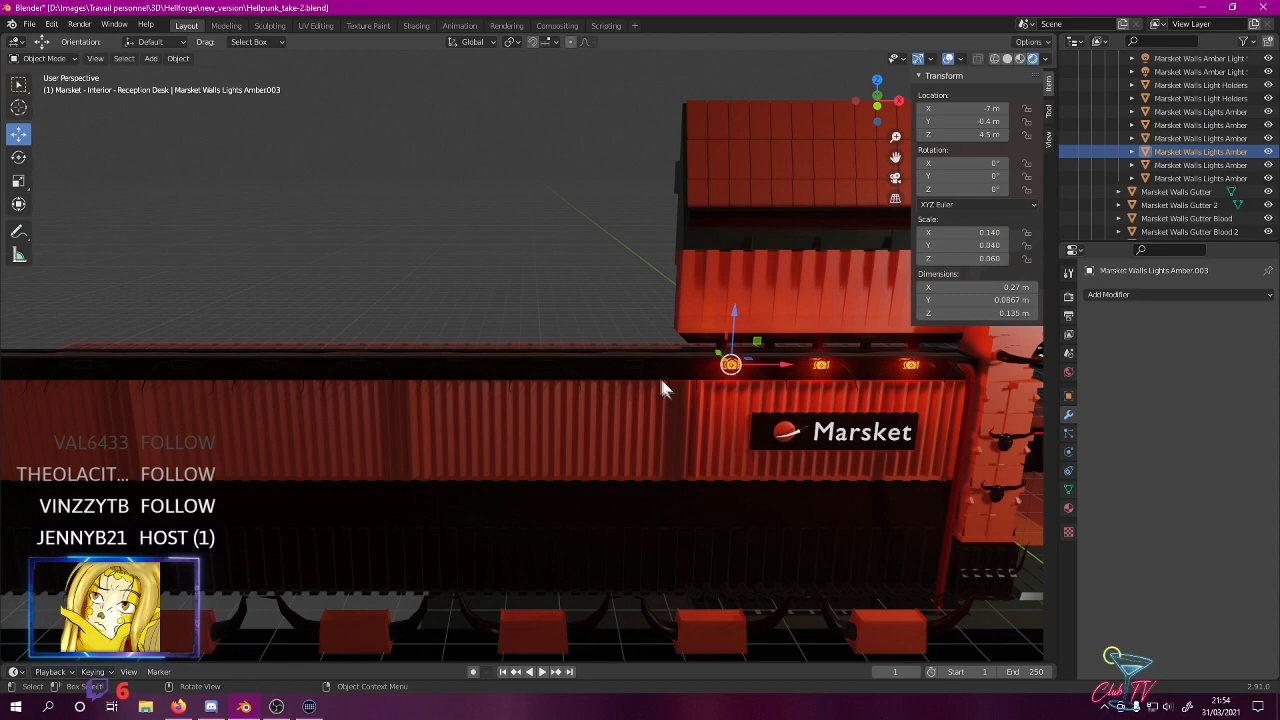 Blender* [D:\Images\Travail personnel\3D\Hellforge\new_version\Hellpunk_take-2.blend]
File Edit Render Window Help Layout Modeling Sculpting UV Editing Texture Paint Shading Animation Rendering Compositing Scripting + Scene View Layer
Orientation: Default Drag: Select Box Global Options
Object Mode View Select Add Object
User Perspective
(1) Marsket - Interior - Reception Desk | Marsket Walls Lights Amber.003
Z
X
Transform
Location:
X -7 m
Y -0.4 m
Z 4.5 m
Rotation:
X 0°
Y 0°
Z 0°
XYZ Euler
Scale:
X 0.140
Y 0.040
Z 0.060
Dimensions:
X 0.27 m
Y 0.0867 m
Z 0.135 m
Item
Tool
View
Marsket Walls Amber Light
Marsket Walls Amber Light
Marsket Walls Light Holders
Marsket Walls Light Holders
Marsket Walls Lights Amber
Marsket Walls Lights Amber
Marsket Walls Lights Amber
Marsket Walls Lights Amber
Marsket Walls Lights Amber
Marsket Walls Lights Amber
Marsket Walls Gutter
Marsket Walls Gutter 2
Marsket Walls Gutter Blood
Marsket Walls Gutter Blood 2
Marsket Walls Lights Amber.003
Add Modifier
Marsket
VAL6433 FOLLOW
THEOLACIT... FOLLOW
VINZZYTB FOLLOW
JENNYB21 HOST (1)
Playback Keying View Marker 1 Start 1 End 250
Select Box Select Rotate View Object Context Menu 2.91.0
6
Club TV
21:54
31/03/2021